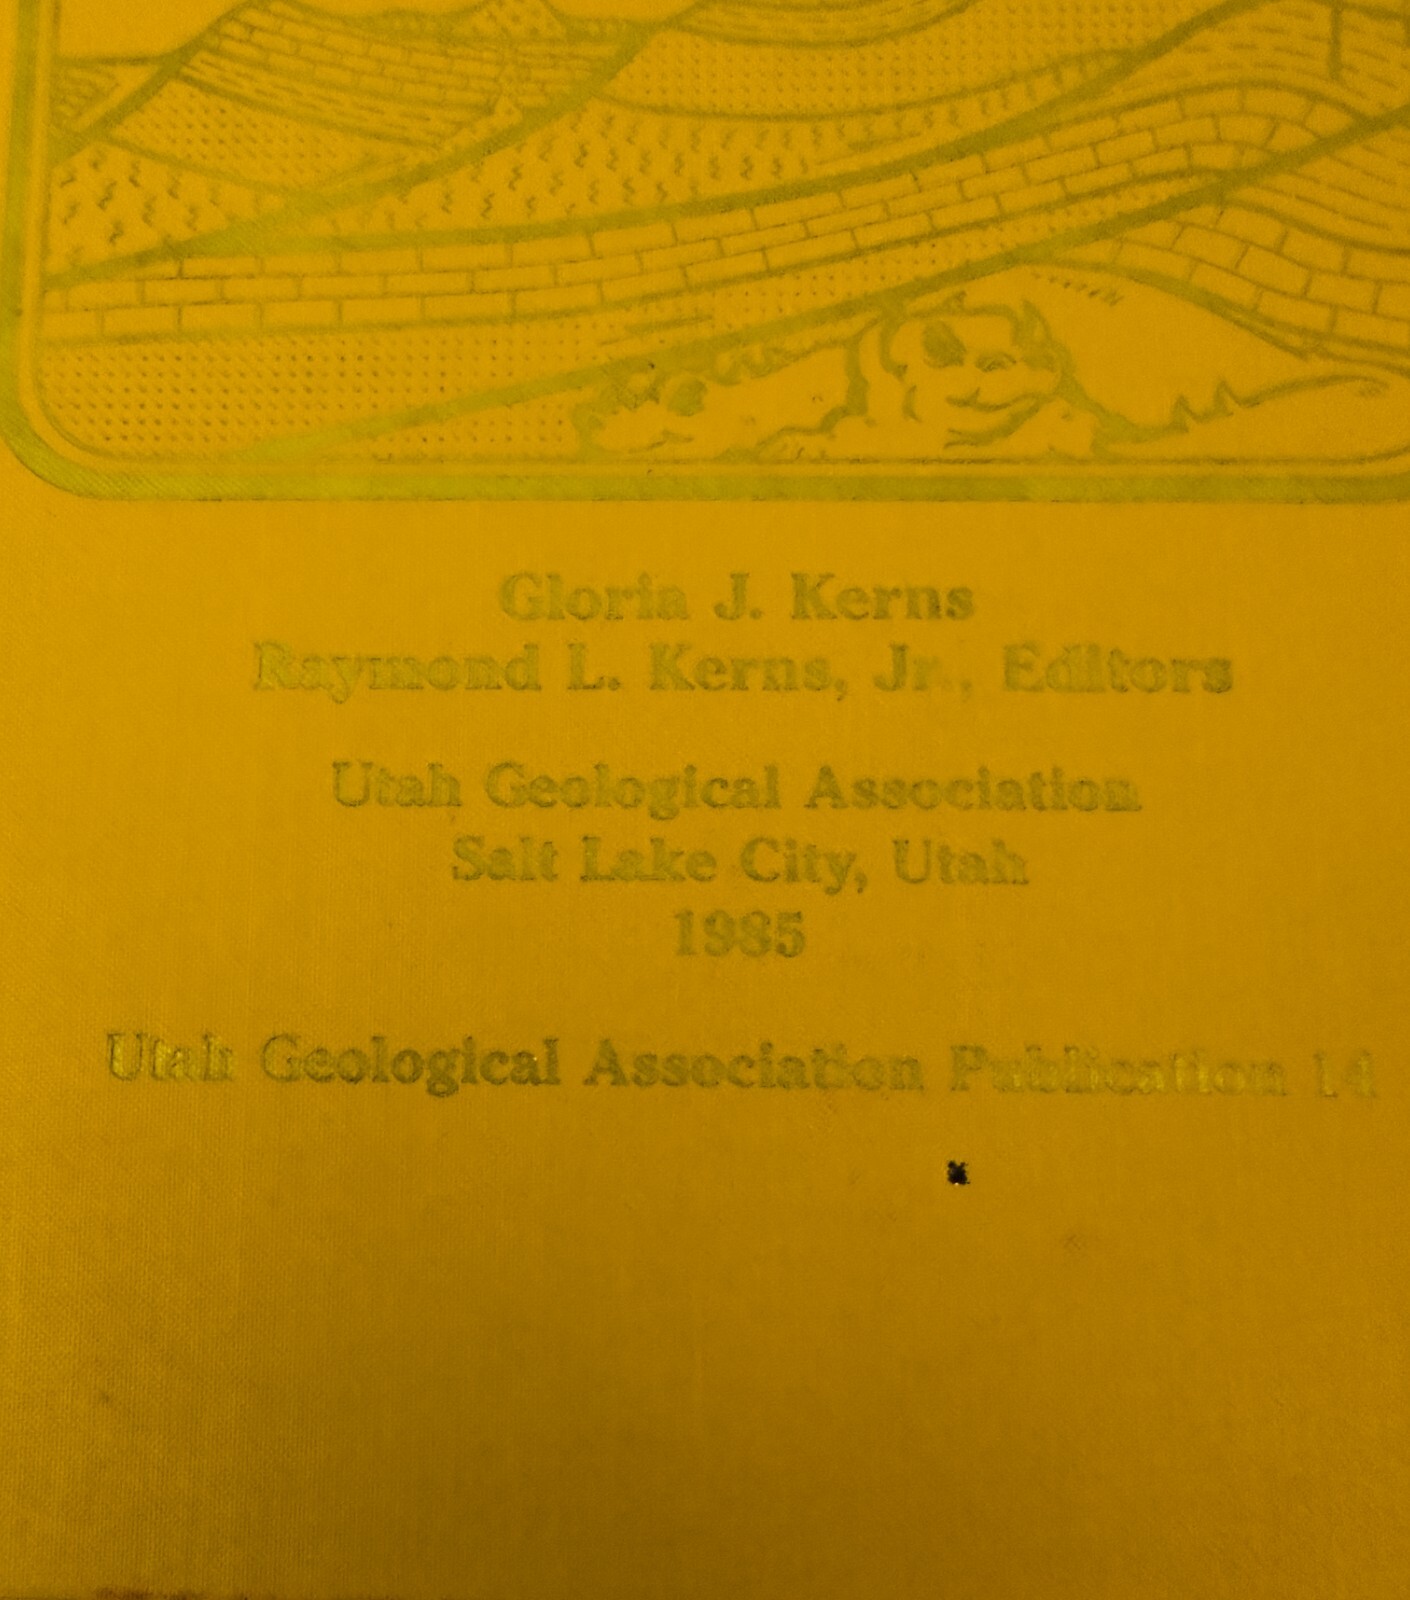 Gloria J. Kerns
Raymond L. Kerns, Jr., Editors
Utah Geological Association
Salt Lake City, Utah
1985
Utah Geological Association Publication 14